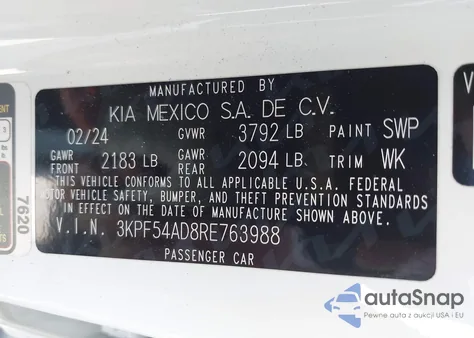 MANUFACTURED BY
KIA MEXICO S.A. DE C.V.
02/24 GVWR 3792 LB PAINT SWP
GAWR FRONT 2183 LB GAWR REAR 2094 LB TRIM WK
THIS VEHICLE CONFORMS TO ALL APPLICABLE U.S.A. FEDERAL
MOTOR VEHICLE SAFETY, BUMPER, AND THEFT PREVENTION STANDARDS
IN EFFECT ON THE DATE OF MANUFACTURE SHOWN ABOVE.
V.I.N. 3KPF54AD8RE763988
PASSENGER CAR
7620
autoSnap
Pewne auta z aukcji USA i EU